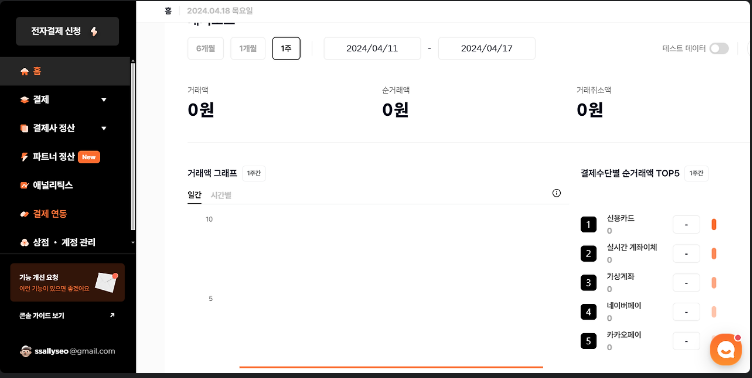 전자결제 신청
홈
결제
결제사 정산
파트너 정산 New
애널리틱스
결제 연동
상점 · 계정 관리
기능 개선 요청
이런 기능이 있으면 좋겠어요
콘솔 가이드 보기
ssallyseo@gmail.com
홈 2024.04.18 목요일
6개월 1개월 1주 2024/04/11 - 2024/04/17 테스트 데이터
거래액 순거래액 거래취소액
0원 0원 0원
거래액 그래프 1주간
일간 시간별
10
5
결제수단별 순거래액 TOP5 1주간
1 신용카드 -
0
2 실시간 계좌이체 -
0
3 가상계좌 -
0
4 네이버페이 -
0
5 카카오페이 -
0